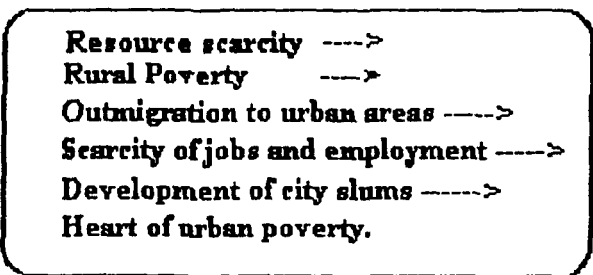 Resource scarcity ---->
Rural Poverty ---->
Outmigration to urban areas ----->
Scarcity of jobs and employment ----->
Development of city slums ------>
Heart of urban poverty.